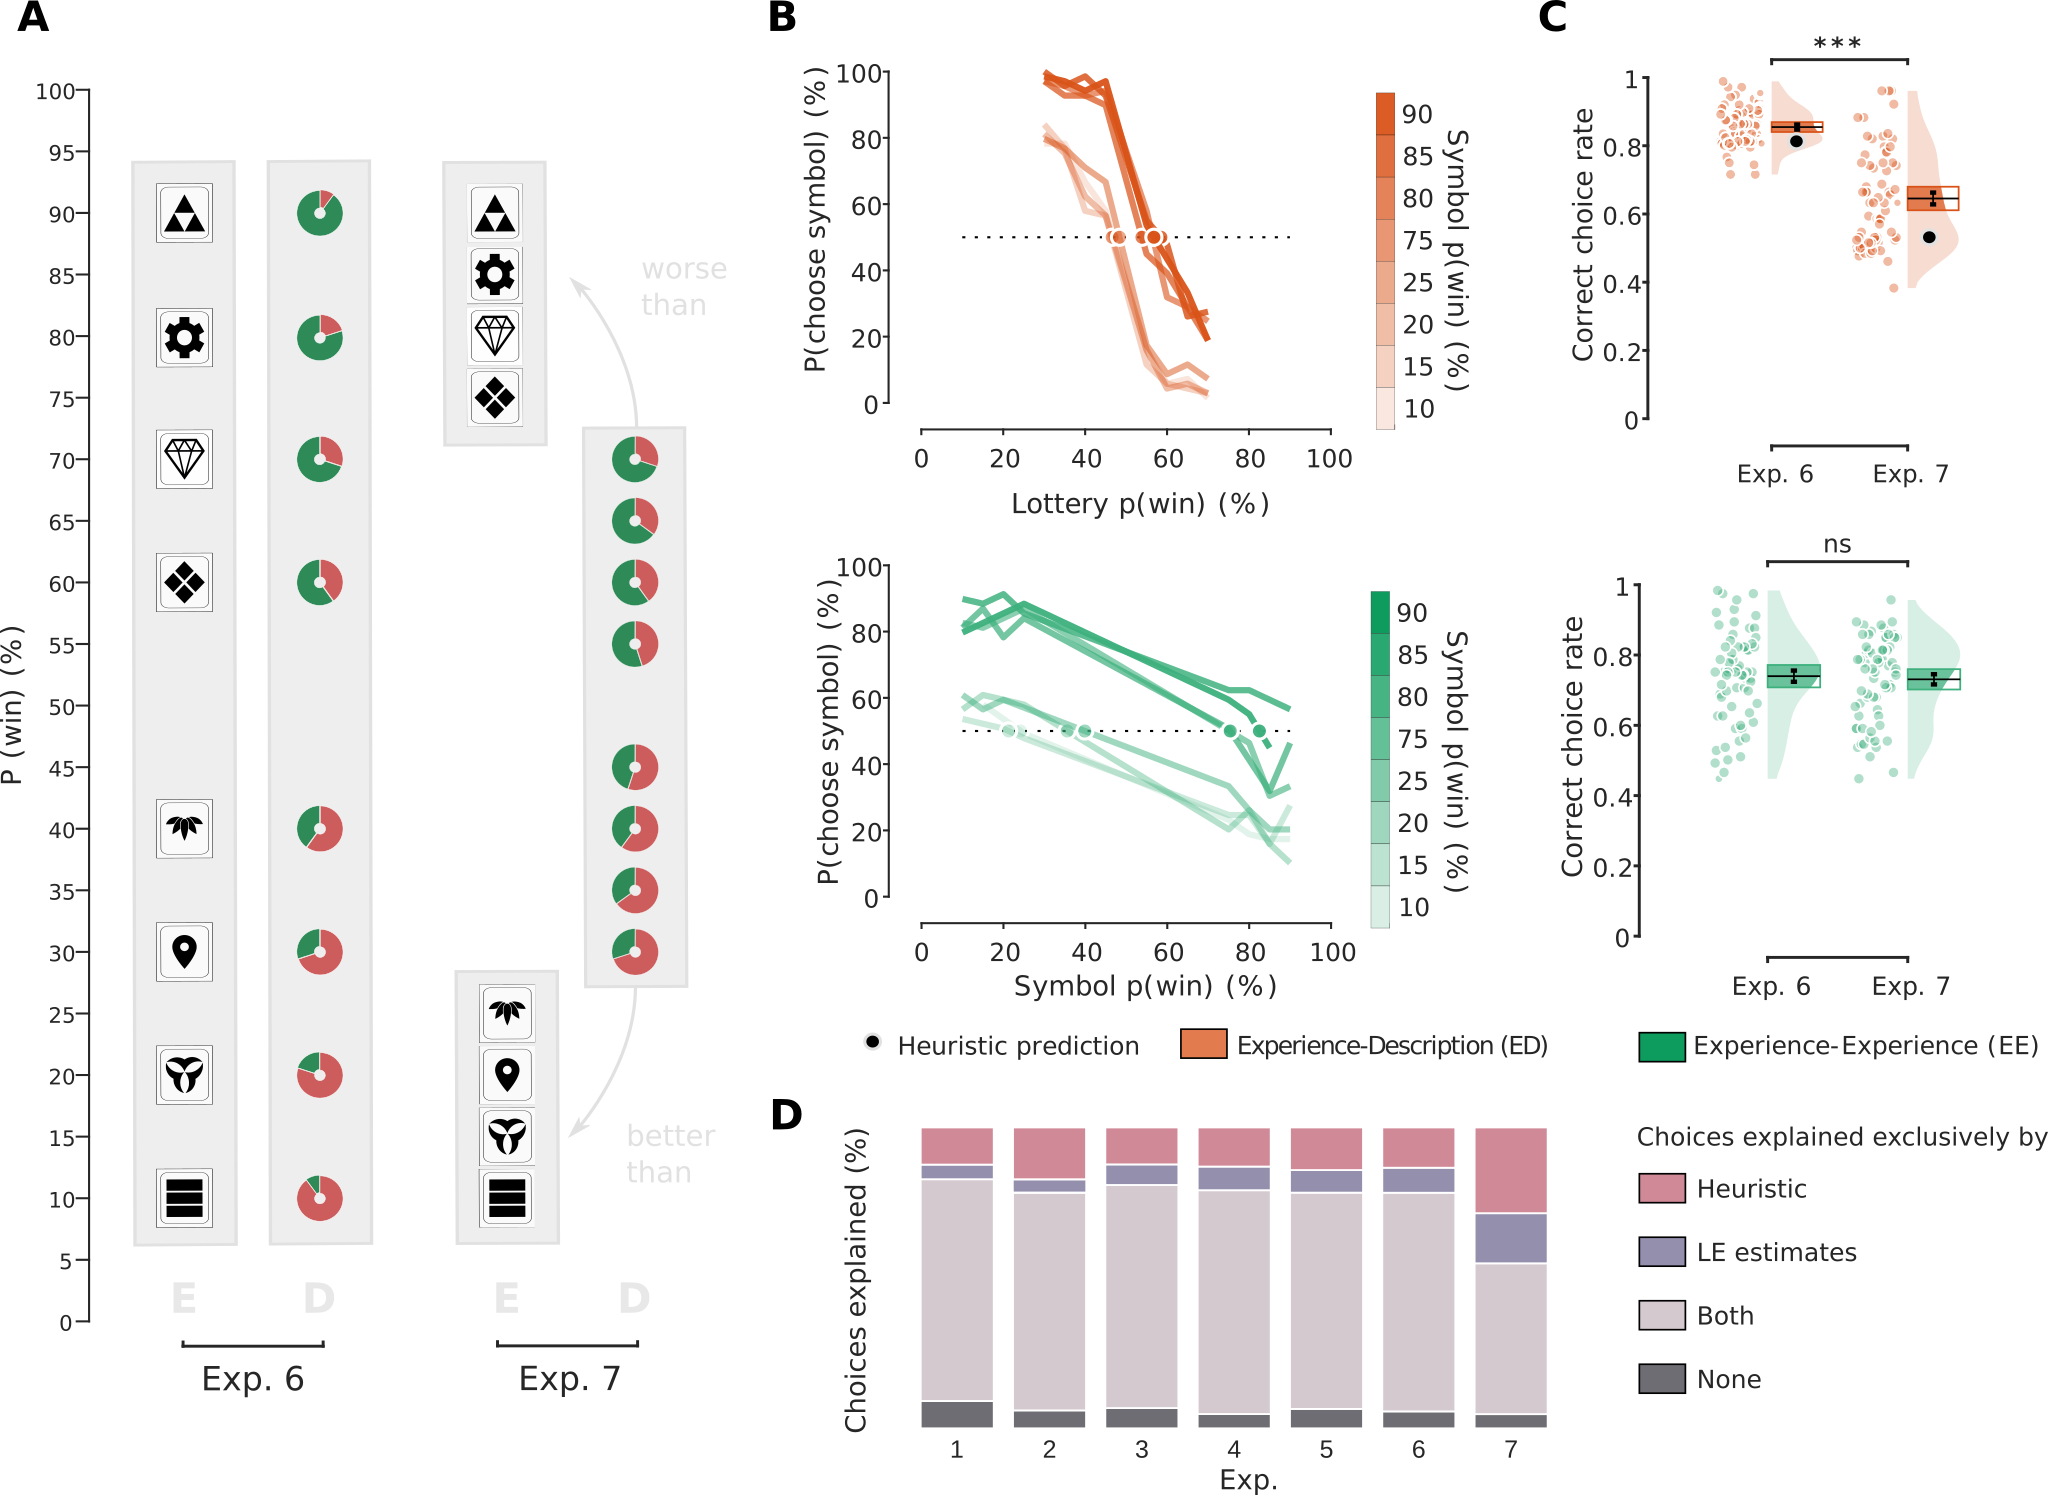 A
100
95
90
85
80
75
70
65
60
55
50
45
40
35
30
25
20
15
10
5
0
P (win) (%)
worse
than
better
than
E
D
E
D
Exp. 6
Exp. 7
B
P(choose symbol) (%)
100
80
60
40
20
0
0
20
40
60
80
100
Lottery p(win) (%)
90
85
80
75
25
20
15
10
Symbol p(win) (%)
P(choose symbol) (%)
100
80
60
40
20
0
0
20
40
60
80
100
Symbol p(win) (%)
90
85
80
75
25
20
15
10
Symbol p(win) (%)
C
***
Correct choice rate
1
0.8
0.6
0.4
0.2
0
Exp. 6
Exp. 7
ns
Correct choice rate
1
0.8
0.6
0.4
0.2
0
Exp. 6
Exp. 7
Heuristic prediction
Experience-Description (ED)
Experience-Experience (EE)
D
Choices explained (%)
1
2
3
4
5
6
7
Exp.
Choices explained exclusively by
Heuristic
LE estimates
Both
None